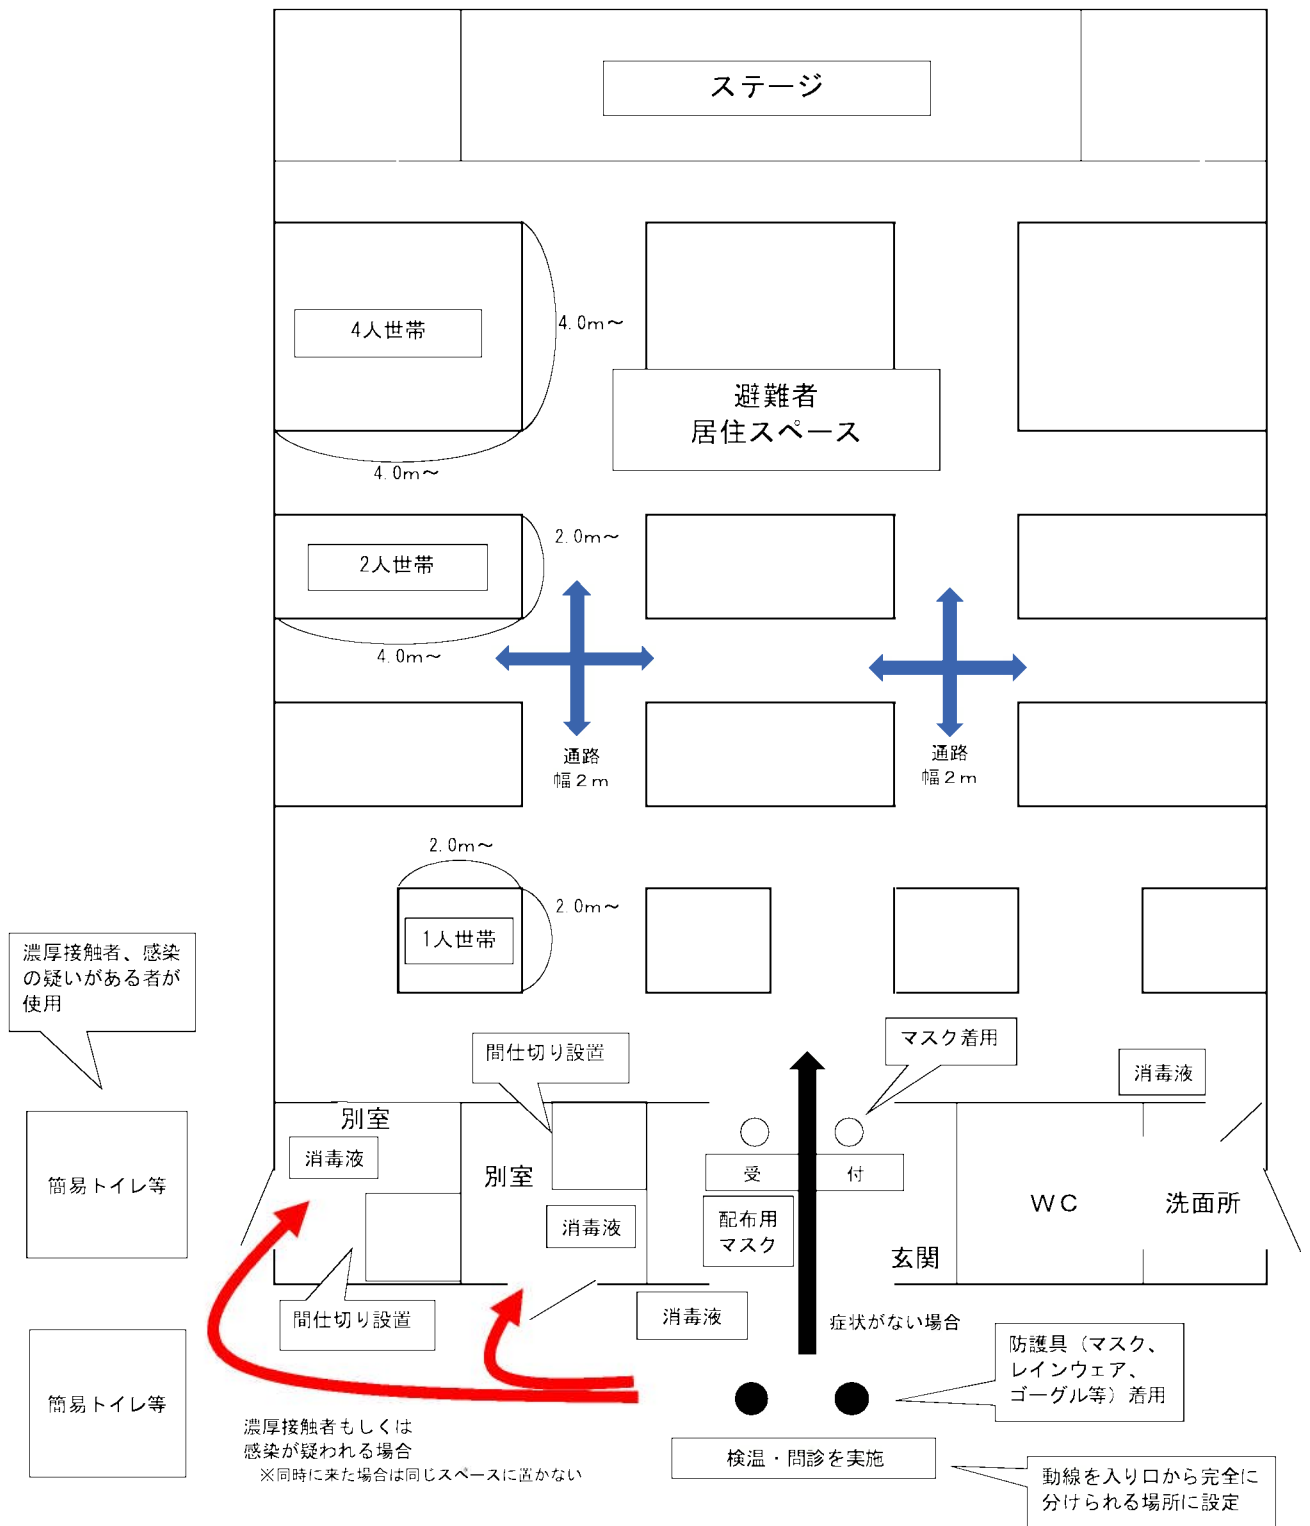 ステージ
4人世帯
4.0m～
4.0m～
避難者
居住スペース
2人世帯
2.0m～
4.0m～
通路
幅２ｍ
通路
幅２ｍ
2.0m～
2.0m～
1人世帯
濃厚接触者、感染
の疑いがある者が
使用
間仕切り設置
マスク着用
消毒液
別室
消毒液
別室
消毒液
受　付
配布用
マスク
玄関
ＷＣ
洗面所
簡易トイレ等
間仕切り設置
消毒液
症状がない場合
防護具（マスク、
レインウェア、
ゴーグル等）着用
簡易トイレ等
濃厚接触者もしくは
感染が疑われる場合
※同時に来た場合は同じスペースに置かない
検温・問診を実施
動線を入り口から完全に
分けられる場所に設定